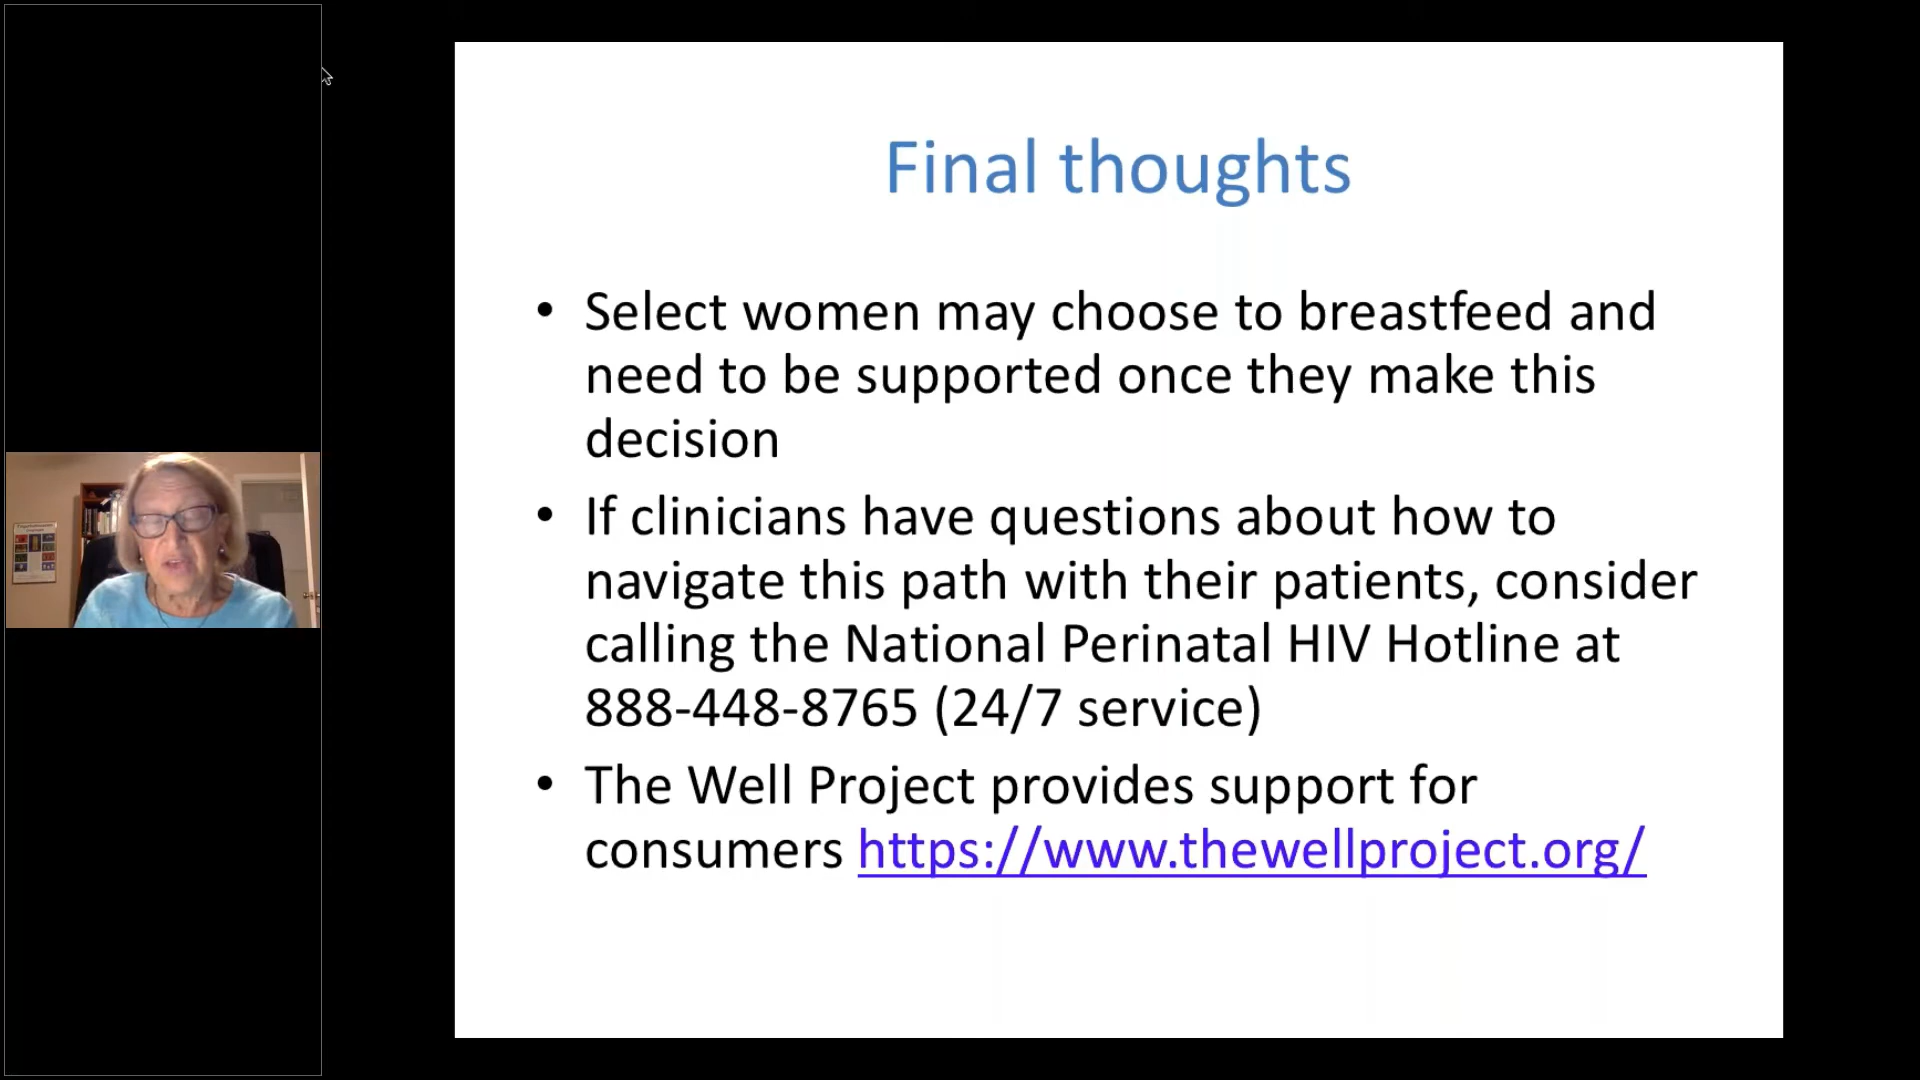 Final thoughts
• Select women may choose to breastfeed and
need to be supported once they make this
decision
• If clinicians have questions about how to
navigate this path with their patients, consider
calling the National Perinatal HIV Hotline at
888-448-8765 (24/7 service)
• The Well Project provides support for
consumers https://www.thewellproject.org/